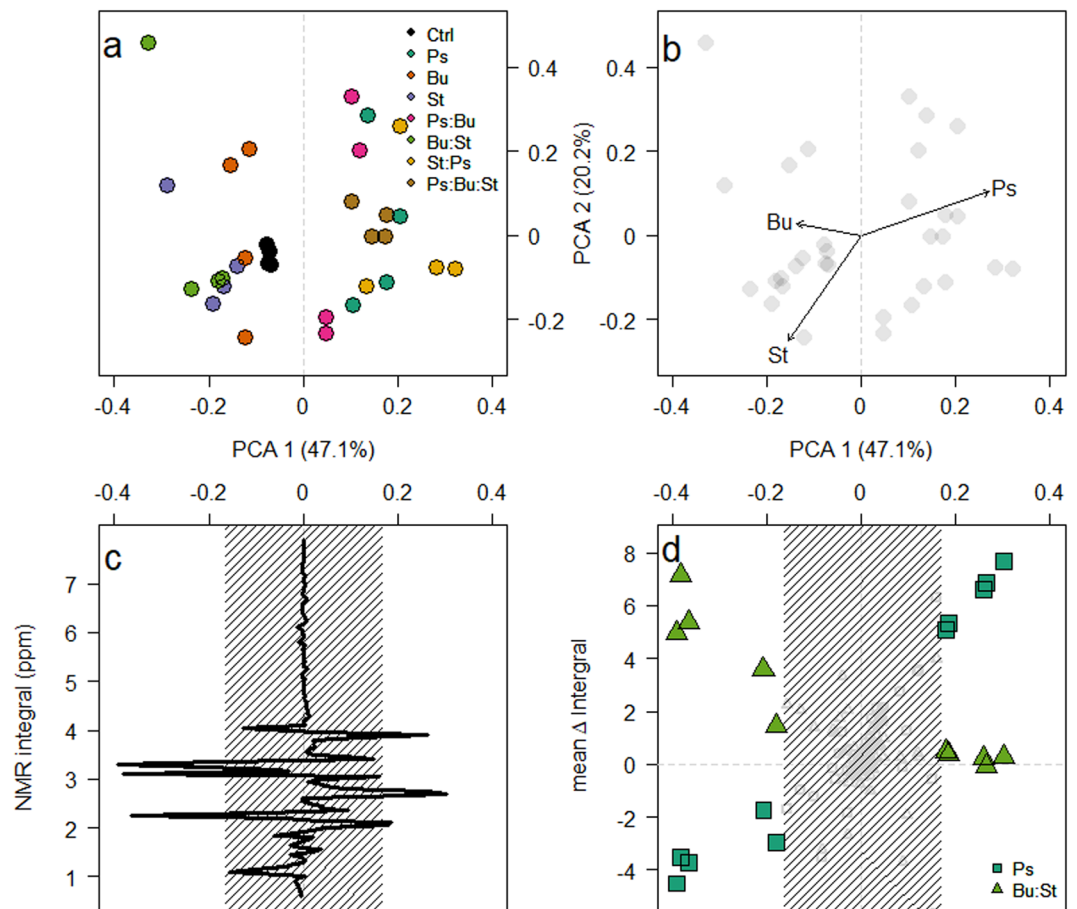 a
Ctrl
Ps
Bu
St
Ps:Bu
Bu:St
St:Ps
Ps:Bu:St
0.4
0.2
0
-0.2
-0.4 -0.2 0 0.2 0.4
PCA 1 (47.1%)
PCA 2 (20.2%)
b
0.4
0.2
0
-0.2
Ps
Bu
St
-0.4 -0.2 0 0.2 0.4
PCA 1 (47.1%)
-0.4 -0.2 0 0.2 0.4
c
NMR integral (ppm)
7
6
5
4
3
2
1
-0.4 -0.2 0 0.2 0.4
d
mean Δ Intergral
8
6
4
2
0
-2
-4
Ps
Bu:St